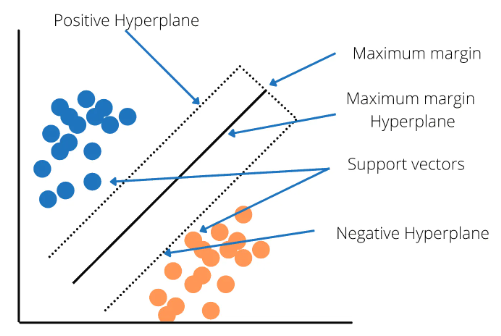 Positive Hyperplane
Maximum margin
Maximum margin
Hyperplane
Support vectors
Negative Hyperplane